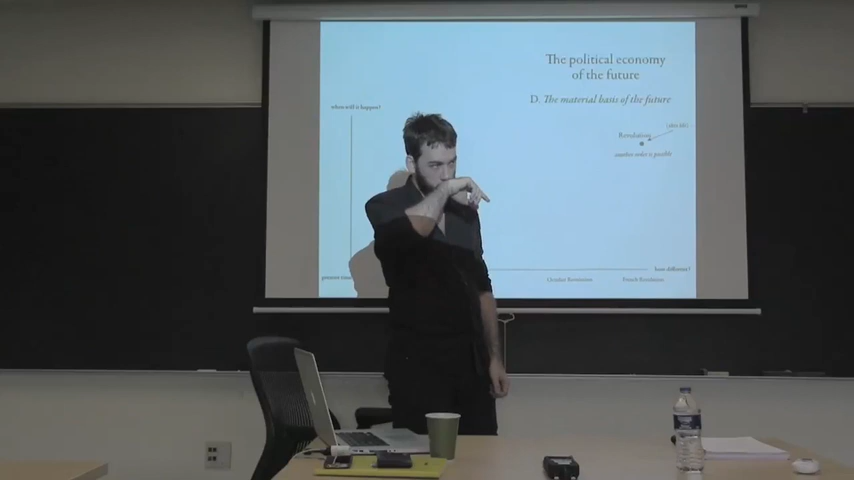 The political economy
of the future
D. The material basis of the future
when will it happen?
Revolution
another order is possible
present time
how different?
October Revolution
French Revolution